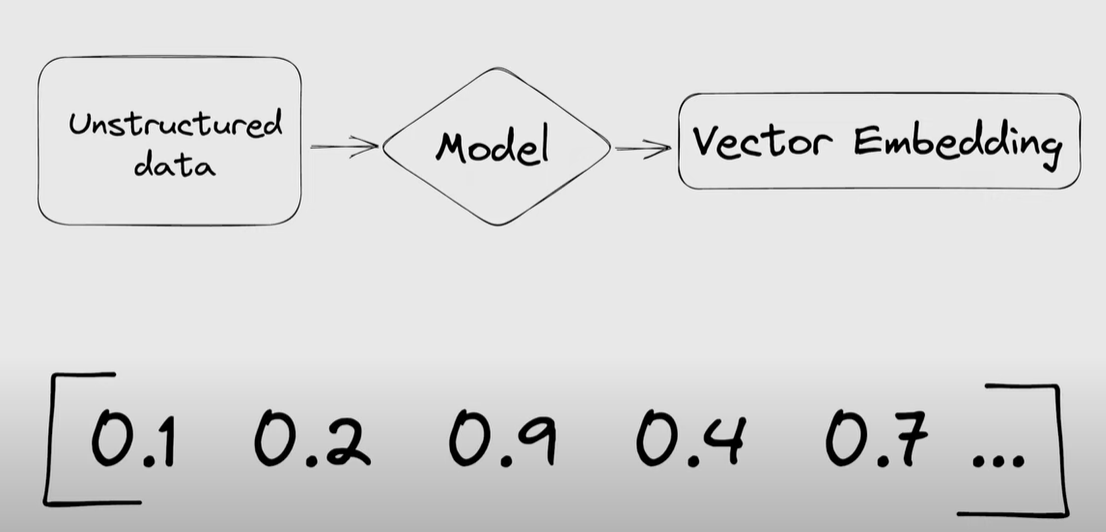 Unstructured
data
Model
Vector Embedding
[0.1 0.2 0.9 0.4 0.7 ...]